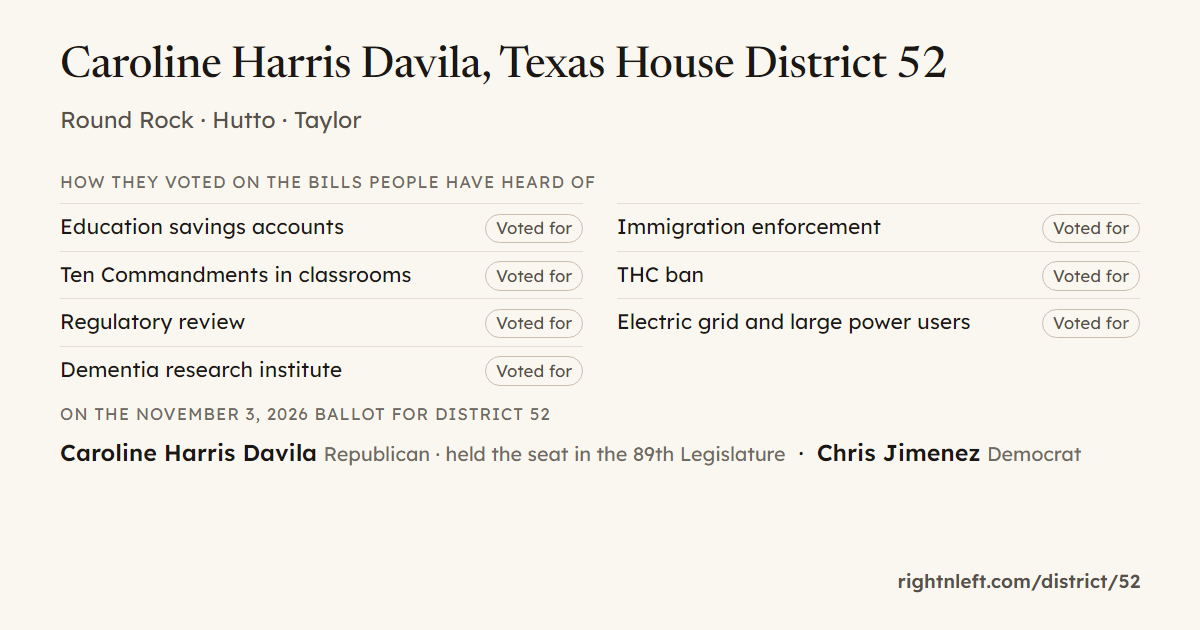 Caroline Harris Davila, Texas House District 52
Round Rock · Hutto · Taylor
HOW THEY VOTED ON THE BILLS PEOPLE HAVE HEARD OF
Education savings accounts Voted for
Ten Commandments in classrooms Voted for
Regulatory review Voted for
Dementia research institute Voted for
Immigration enforcement Voted for
THC ban Voted for
Electric grid and large power users Voted for
ON THE NOVEMBER 3, 2026 BALLOT FOR DISTRICT 52
Caroline Harris Davila Republican · held the seat in the 89th Legislature · Chris Jimenez Democrat
rightnleft.com/district/52